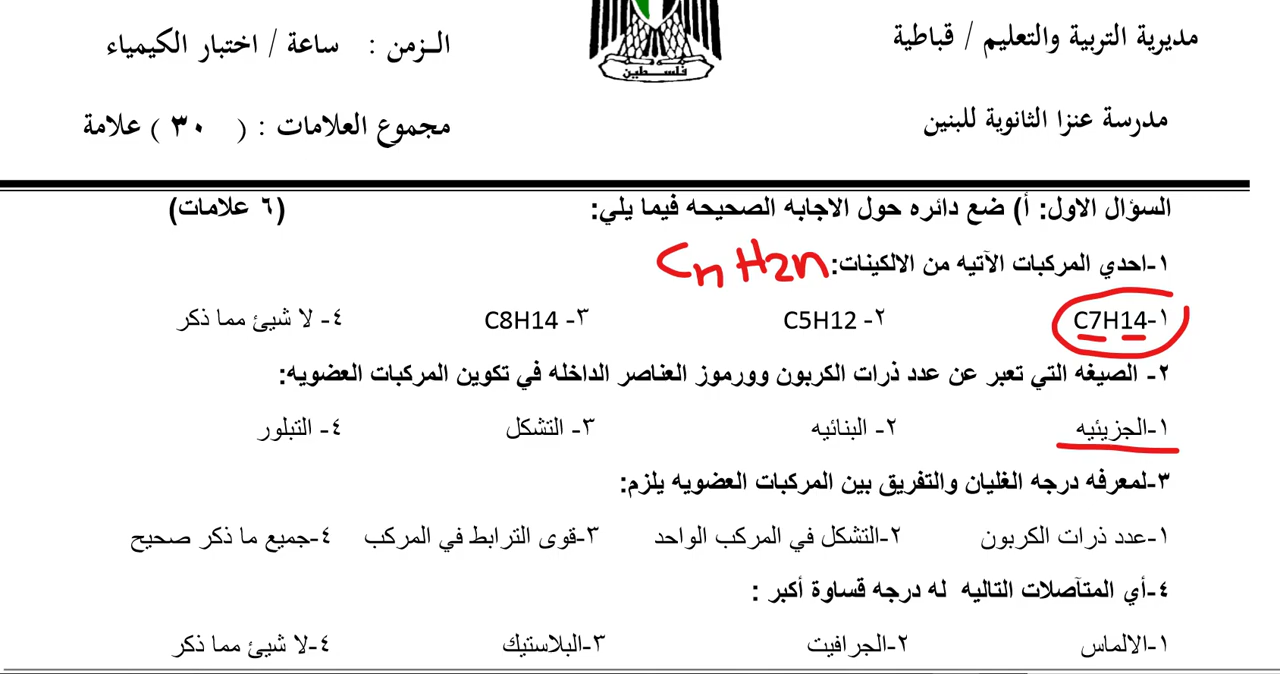 مديرية التربية والتعليم / قباطية
الـزمن : ساعة / اختبار الكيمياء
فلسطين
مدرسة عنزا الثانوية للبنين
مجموع العلامات : ( ٣٠ ) علامة
السؤال الاول: أ) ضع دائره حول الاجابه الصحيحه فيما يلي: (٦ علامات)
١-احدي المركبات الآتيه من الالكينات: CnH2n
١-C7H14 ٢- C5H12 ٣- C8H14 ٤- لا شيئ مما ذكر
٢- الصيغه التي تعبر عن عدد ذرات الكربون وورموز العناصر الداخله في تكوين المركبات العضويه:
١-الجزيئيه ٢- البنائيه ٣- التشكل ٤- التبلور
٣-لمعرفه درجه الغليان والتفريق بين المركبات العضويه يلزم:
١-عدد ذرات الكربون ٢-التشكل في المركب الواحد ٣-قوى الترابط في المركب ٤-جميع ما ذكر صحيح
٤-أي المتآصلات التاليه له درجه قساوة أكبر :
١-الالماس ٢-الجرافيت ٣-البلاستيك ٤-لا شيئ مما ذكر